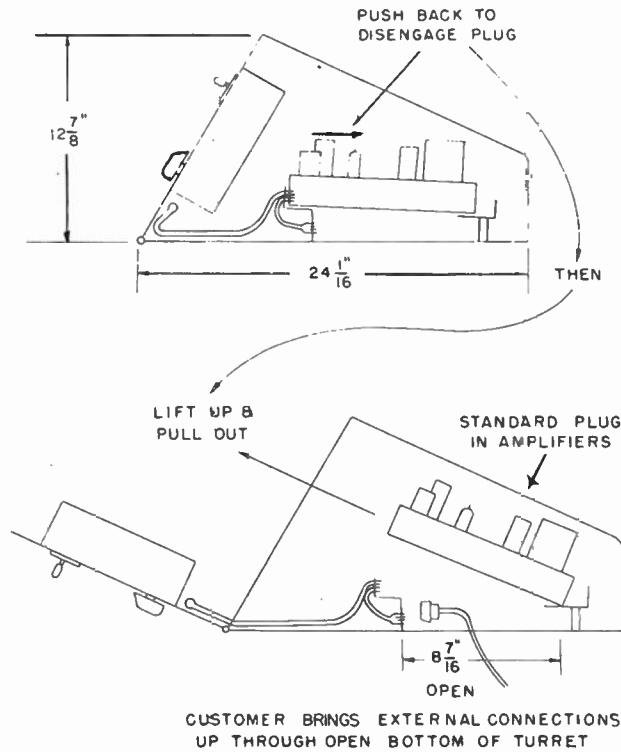 PUSH BACK TO
DISENGAGE PLUG
12 7/8"
24 1/16"
THEN
LIFT UP &
PULL OUT
STANDARD PLUG
IN AMPLIFIERS
8 7/16"
OPEN
CUSTOMER BRINGS EXTERNAL CONNECTIONS
UP THROUGH OPEN BOTTOM OF TURRET